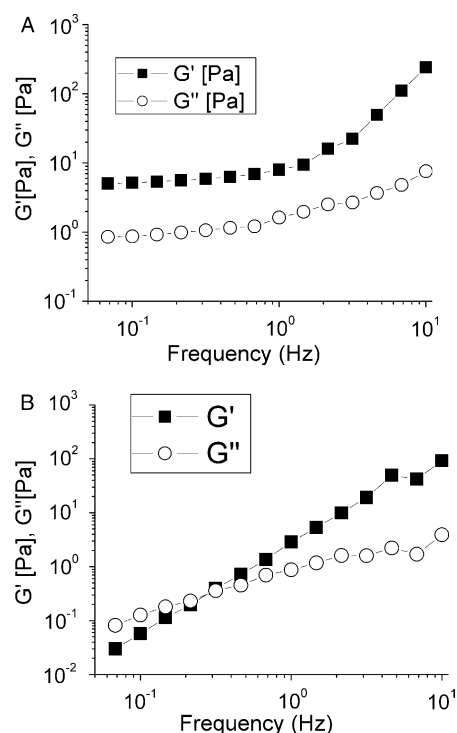 A
G' [Pa]
G'' [Pa]
G'[Pa], G'' [Pa]
10³
10²
10¹
10⁰
10⁻¹
10⁻¹ 10⁰ 10¹
Frequency (Hz)
B
G'
G''
G' [Pa], G''[Pa]
10³
10²
10¹
10⁰
10⁻¹
10⁻²
10⁻¹ 10⁰ 10¹
Frequency (Hz)